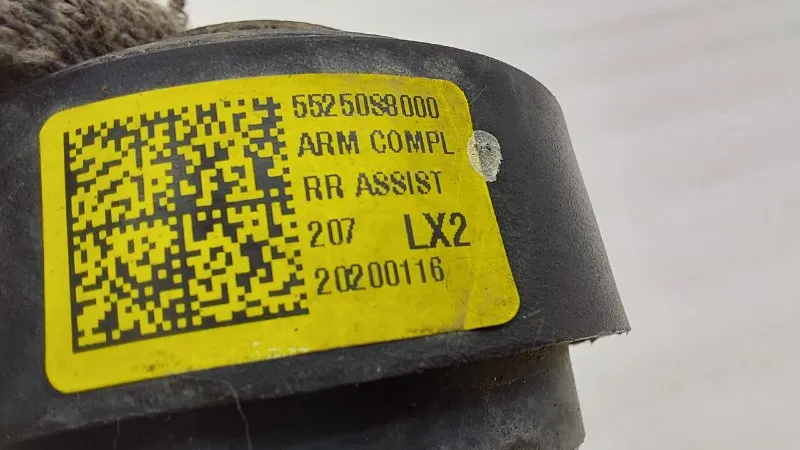 55250S8000
ARM COMPL
RR ASSIST
207 LX2
20200116